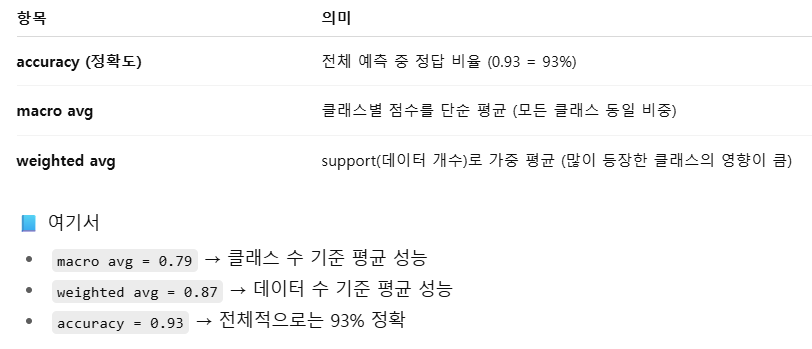 항목 의미
accuracy (정확도) 전체 예측 중 정답 비율 (0.93 = 93%)
macro avg 클래스별 점수를 단순 평균 (모든 클래스 동일 비중)
weighted avg support(데이터 개수)로 가중 평균 (많이 등장한 클래스의 영향이 큼)
📘 여기서
• macro avg = 0.79 → 클래스 수 기준 평균 성능
• weighted avg = 0.87 → 데이터 수 기준 평균 성능
• accuracy = 0.93 → 전체적으로는 93% 정확